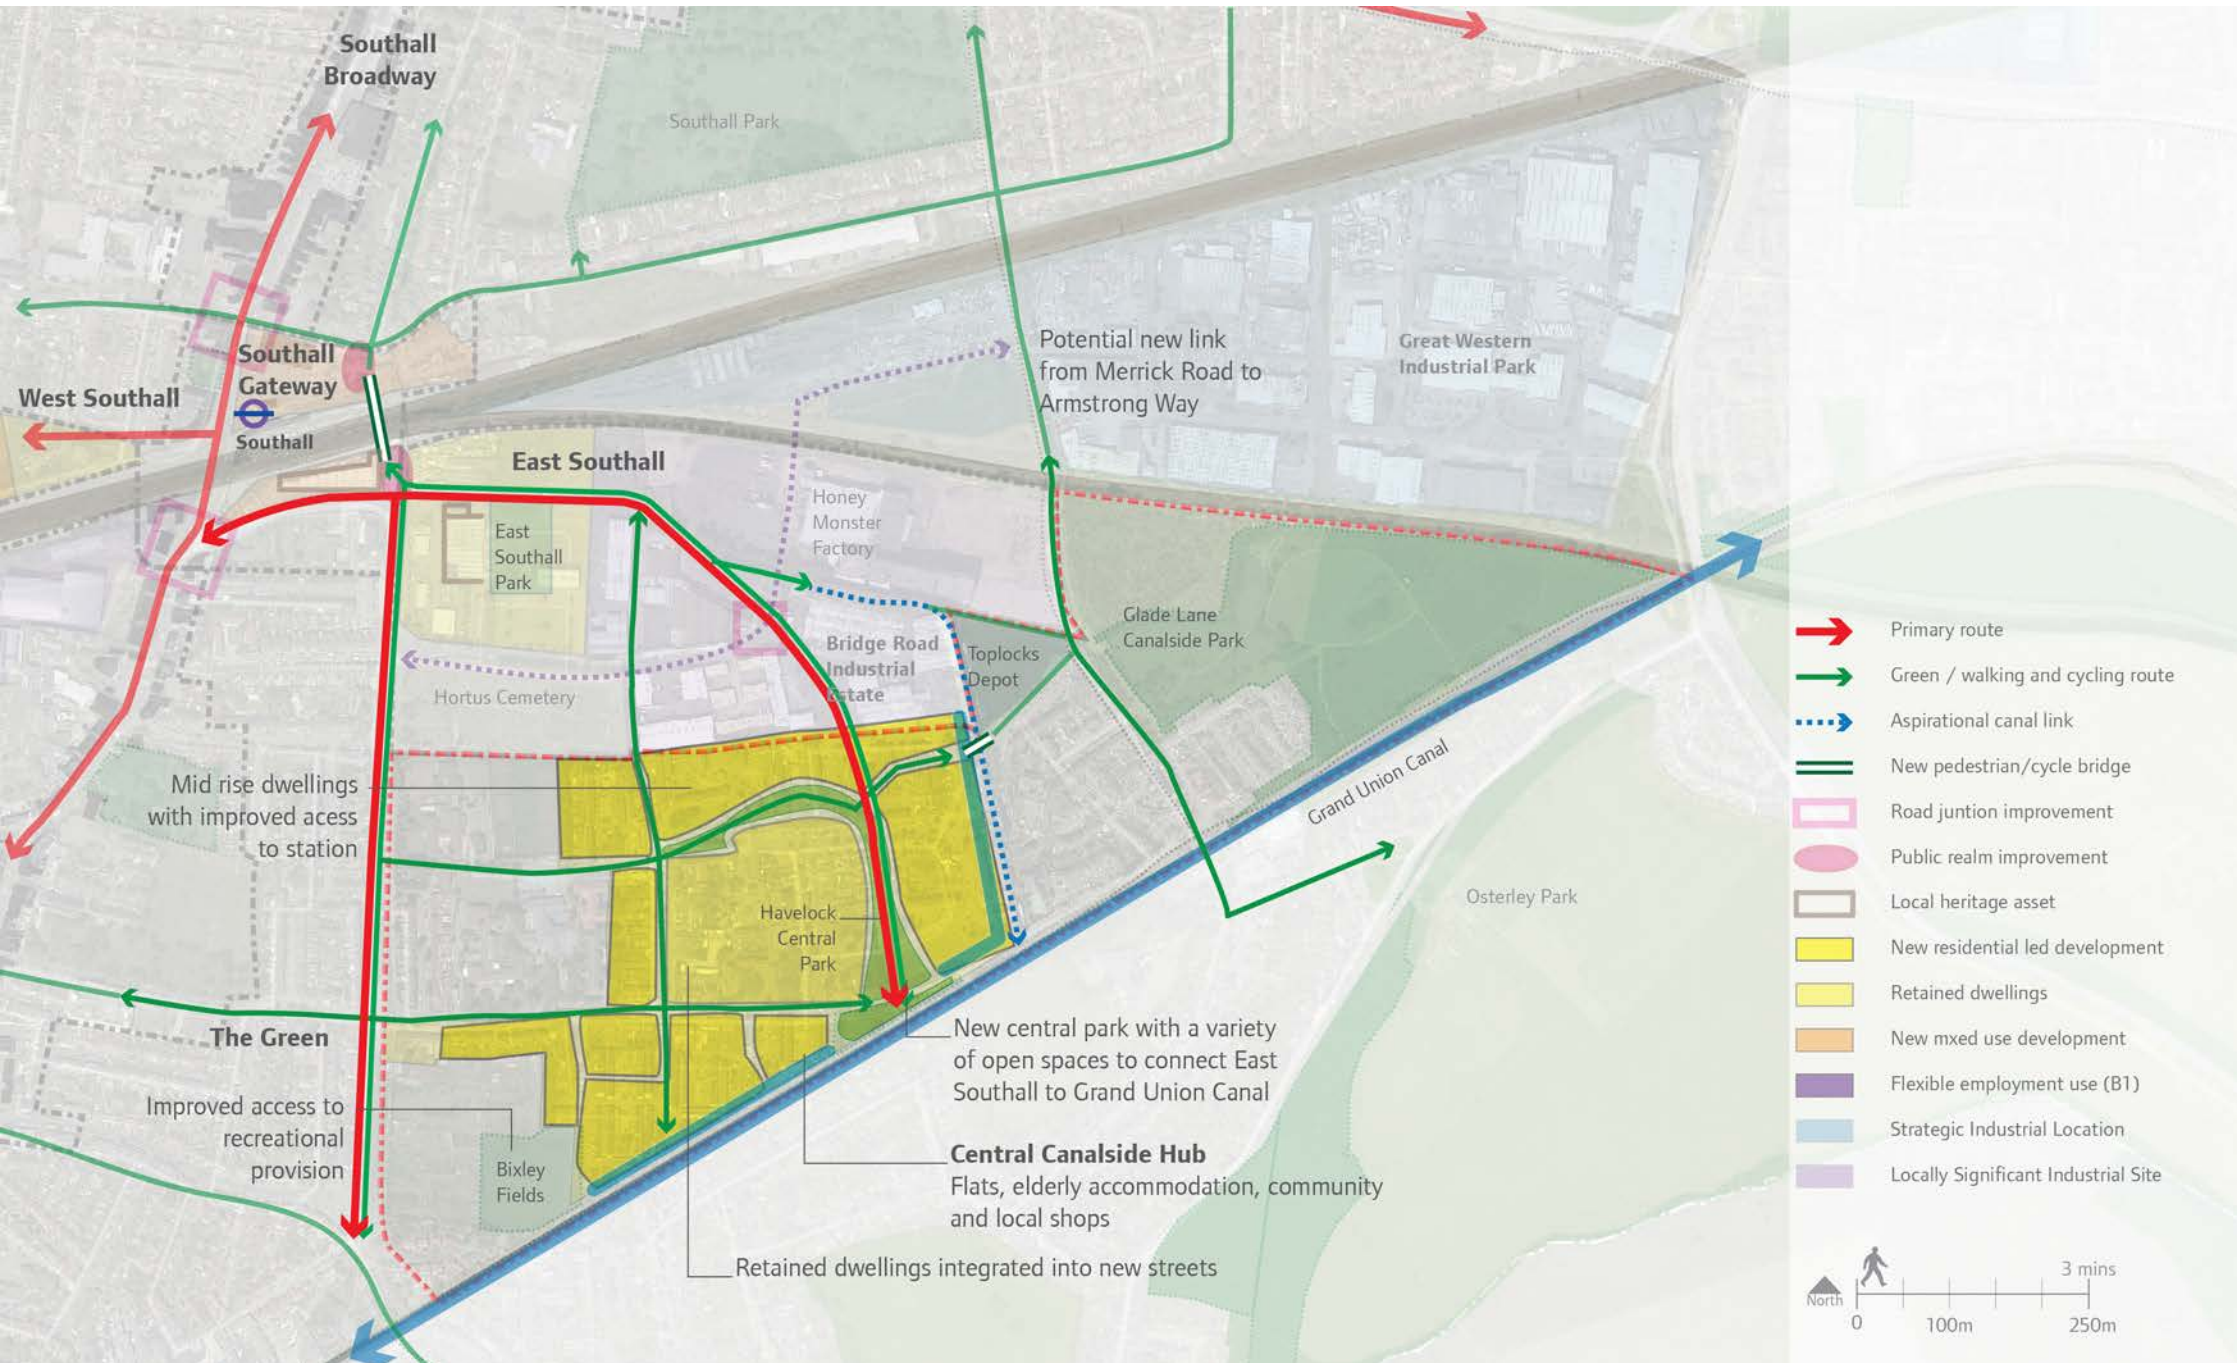 Southall
Broadway
Southall Park
Southall
Gateway
West Southall
Southall
East Southall
Potential new link
from Merrick Road to
Armstrong Way
Great Western
Industrial Park
Honey
Monster
Factory
East
Southall
Park
Glade Lane
Canalside Park
Bridge Road
Industrial
Estate
Toplocks
Depot
Hortus Cemetery
Mid rise dwellings
with improved acess
to station
Grand Union Canal
Havelock
Central
Park
Osterley Park
The Green
New central park with a variety
of open spaces to connect East
Southall to Grand Union Canal
Improved access to
recreational
provision
Bixley
Fields
Central Canalside Hub
Flats, elderly accommodation, community
and local shops
Retained dwellings integrated into new streets
Primary route
Green / walking and cycling route
Aspirational canal link
New pedestrian/cycle bridge
Road juntion improvement
Public realm improvement
Local heritage asset
New residential led development
Retained dwellings
New mxed use development
Flexible employment use (B1)
Strategic Industrial Location
Locally Significant Industrial Site
3 mins
North
0 100m 250m